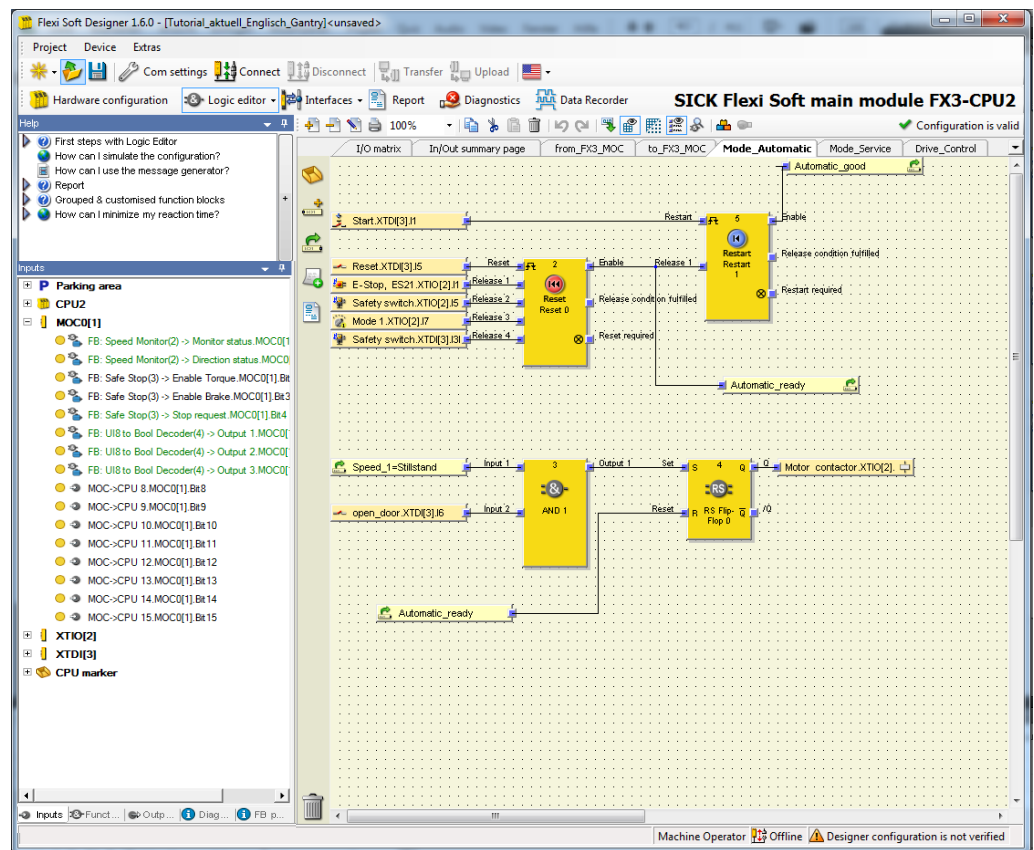 Flexi Soft Designer 1.6.0 - [Tutorial_aktuell_Englisch_Gantry]<unsaved>
Project Device Extras
Com settings Connect Disconnect Transfer Upload
Hardware configuration Logic editor Interfaces Report Diagnostics Data Recorder SICK Flexi Soft main module FX3-CPU2
Help
100%
Configuration is valid
First steps with Logic Editor
How can I simulate the configuration?
How can I use the message generator?
Report
Grouped & customised function blocks
How can I minimize my reaction time?
I/O matrix In/Out summary page from_FX3_MOC to_FX3_MOC Mode_Automatic Mode_Service Drive_Control
Inputs
P Parking area
CPU2
MOC0[1]
FB: Speed Monitor(2) -> Monitor status.MOC0[1
FB: Speed Monitor(2) -> Direction status.MOC0
FB: Safe Stop(3) -> Enable Torque.MOC0[1].Bit
FB: Safe Stop(3) -> Enable Brake.MOC0[1].Bit3
FB: Safe Stop(3) -> Stop request.MOC0[1].Bit4
FB: UI8 to Bool Decoder(4) -> Output 1.MOC0[
FB: UI8 to Bool Decoder(4) -> Output 2.MOC0[
FB: UI8 to Bool Decoder(4) -> Output 3.MOC0[
MOC->CPU 8.MOC0[1].Bit8
MOC->CPU 9.MOC0[1].Bit9
MOC->CPU 10.MOC0[1].Bit10
MOC->CPU 11.MOC0[1].Bit11
MOC->CPU 12.MOC0[1].Bit12
MOC->CPU 13.MOC0[1].Bit13
MOC->CPU 14.MOC0[1].Bit14
MOC->CPU 15.MOC0[1].Bit15
XTIO[2]
XTDI[3]
CPU marker
Automatic_good
Start.XTDI[3].I1 Restart 5 Enable
Restart
Restart
1
Release condition fulfilled
Restart required
Reset.XTDI[3].I5 Reset 2 Enable Release 1
E-Stop, ES21.XTIO[2].I1 Release 1
Safety switch.XTIO[2].I5 Release 2 Reset Release condition fulfilled
Reset 0
Mode 1.XTIO[2].I7 Release 3
Safety switch.XTDI[3].I3I Release 4 Reset required
Automatic_ready
Speed_1=Stillstand Input 1 3 Output 1 Set S 4 Q Q Motor contactor.XTIO[2].
& RS
open_door.XTDI[3].I6 Input 2 AND 1 Reset R RS Flip- Q /Q
Flop 0
Automatic_ready
Inputs Funct... Outp... Diag... FB p...
Machine Operator Offline Designer configuration is not verified